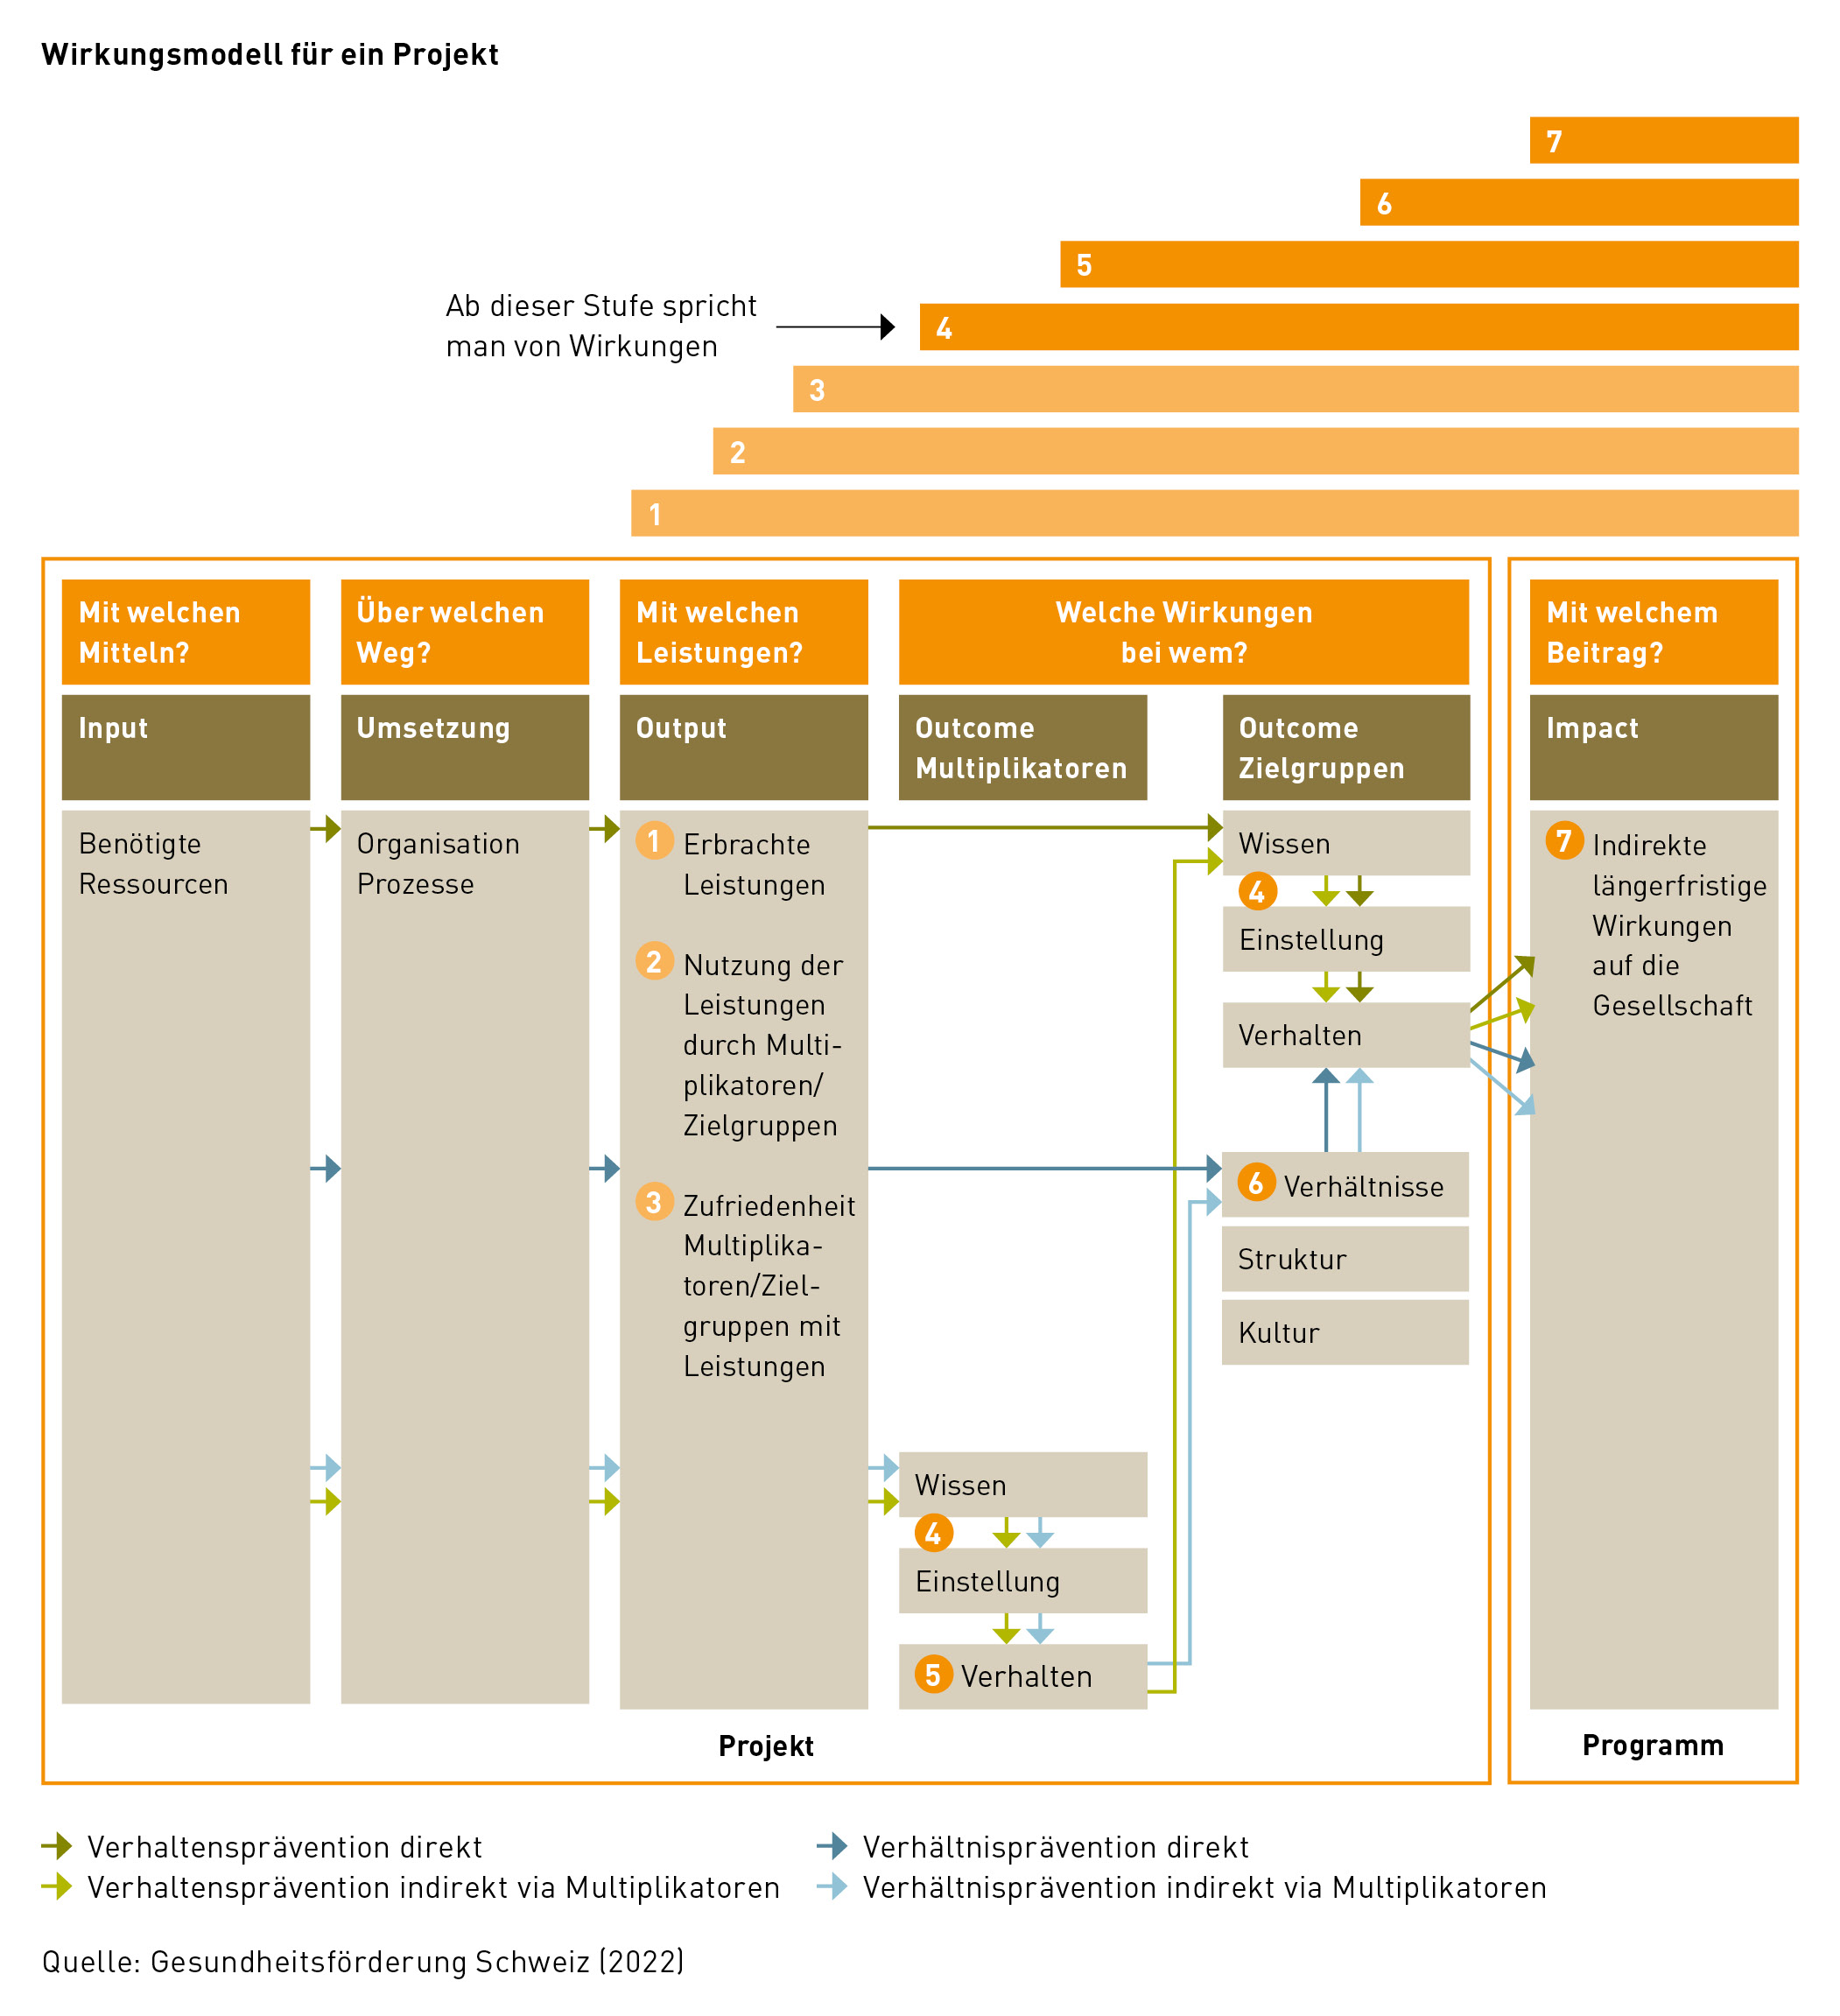 Wirkungsmodell für ein Projekt
7
6
5
Ab dieser Stufe spricht
man von Wirkungen
4
3
2
1
Mit welchen
Mitteln?
Über welchen
Weg?
Mit welchen
Leistungen?
Welche Wirkungen
bei wem?
Mit welchem
Beitrag?
Input
Umsetzung
Output
Outcome
Multiplikatoren
Outcome
Zielgruppen
Impact
Benötigte
Ressourcen
Organisation
Prozesse
1 Erbrachte
Leistungen
2 Nutzung der
Leistungen
durch Multi-
plikatoren/
Zielgruppen
3 Zufriedenheit
Multiplika-
toren/Ziel-
gruppen mit
Leistungen
Wissen
4
Einstellung
5 Verhalten
Wissen
4
Einstellung
Verhalten
6 Verhältnisse
Struktur
Kultur
7 Indirekte
längerfristige
Wirkungen
auf die
Gesellschaft
Projekt
Programm
Verhaltensprävention direkt
Verhaltensprävention indirekt via Multiplikatoren
Verhältnisprävention direkt
Verhältnisprävention indirekt via Multiplikatoren
Quelle: Gesundheitsförderung Schweiz (2022)